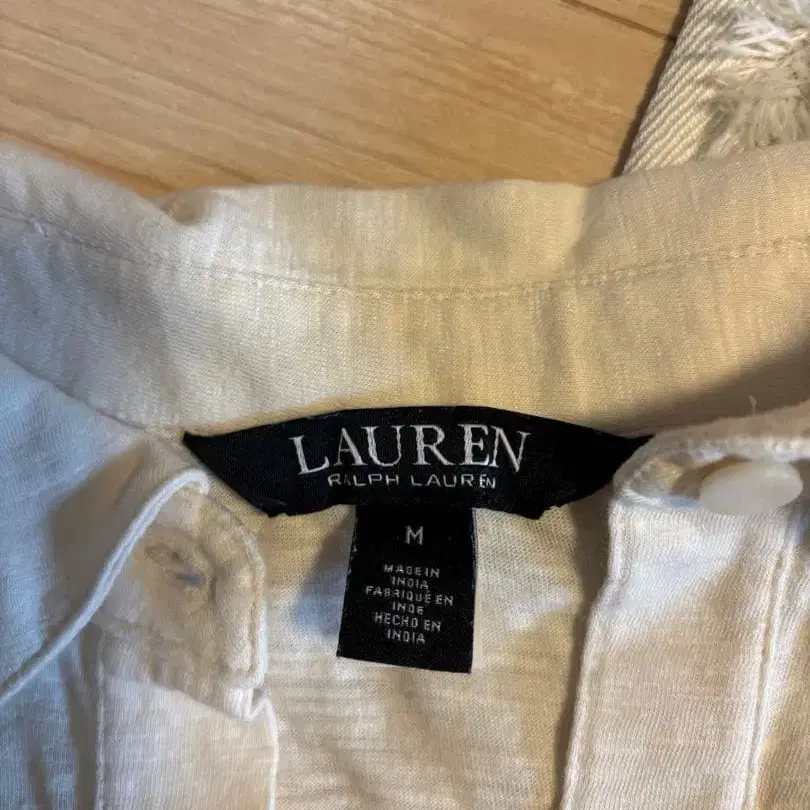 LAUREN
RALPH LAUREN
M
MADE IN
INDIA
FABRIQUÉ EN
INDE
HECHO EN
INDIA